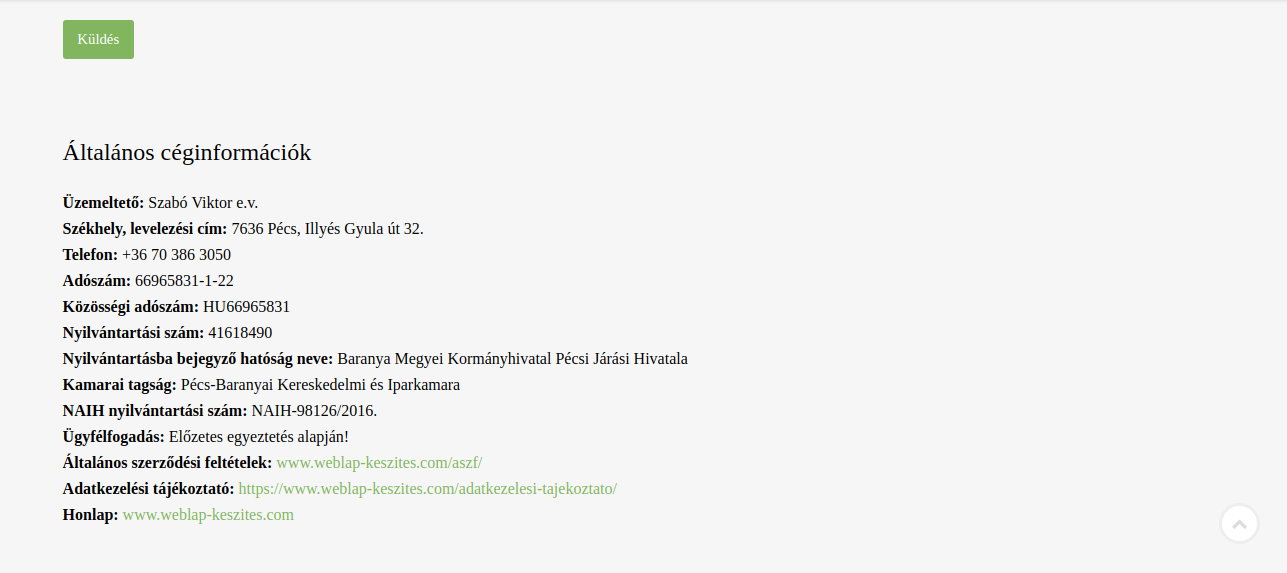 Küldés
Általános céginformációk
Üzemeltető: Szabó Viktor e.v.
Székhely, levelezési cím: 7636 Pécs, Illyés Gyula út 32.
Telefon: +36 70 386 3050
Adószám: 66965831-1-22
Közösségi adószám: HU66965831
Nyilvántartási szám: 41618490
Nyilvántartásba bejegyző hatóság neve: Baranya Megyei Kormányhivatal Pécsi Járási Hivatala
Kamarai tagság: Pécs-Baranyai Kereskedelmi és Iparkamara
NAIH nyilvántartási szám: NAIH-98126/2016.
Ügyfélfogadás: Előzetes egyeztetés alapján!
Általános szerződési feltételek: www.weblap-keszites.com/aszf/
Adatkezelési tájékoztató: https://www.weblap-keszites.com/adatkezelesi-tajekoztato/
Honlap: www.weblap-keszites.com